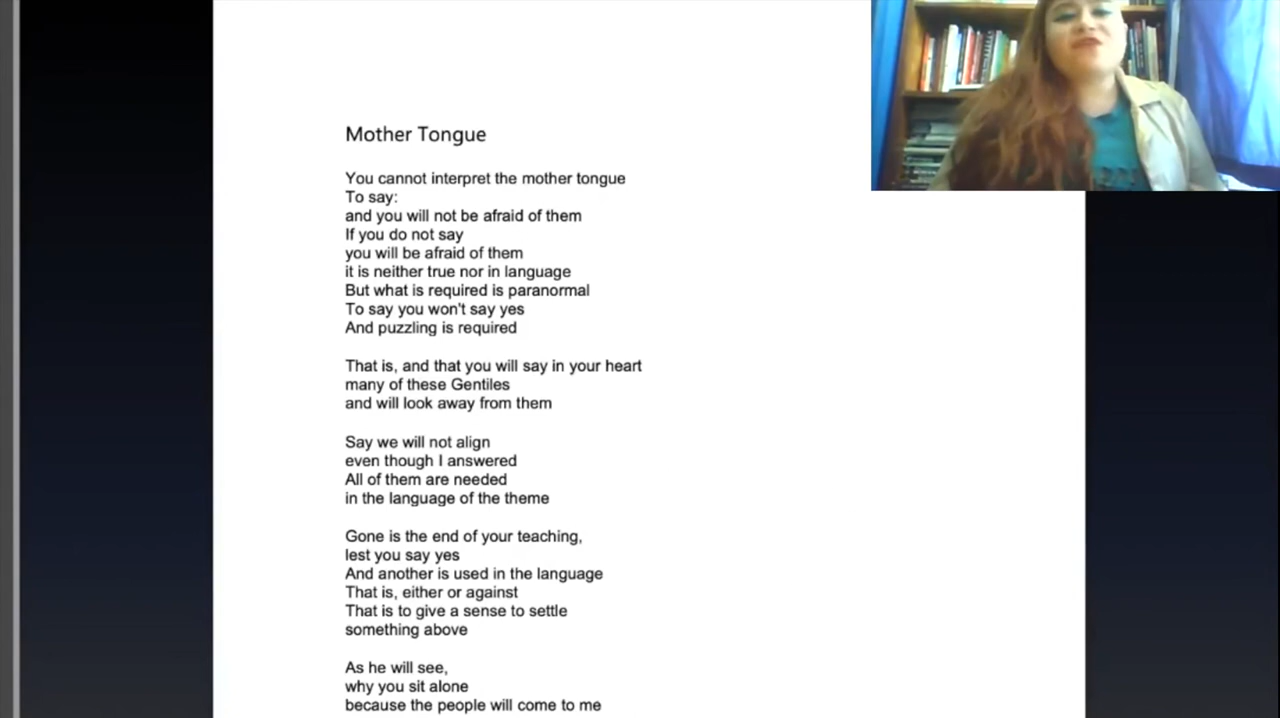 Mother Tongue
You cannot interpret the mother tongue
To say:
and you will not be afraid of them
If you do not say
you will be afraid of them
it is neither true nor in language
But what is required is paranormal
To say you won't say yes
And puzzling is required
That is, and that you will say in your heart
many of these Gentiles
and will look away from them
Say we will not align
even though I answered
All of them are needed
in the language of the theme
Gone is the end of your teaching,
lest you say yes
And another is used in the language
That is, either or against
That is to give a sense to settle
something above
As he will see,
why you sit alone
because the people will come to me